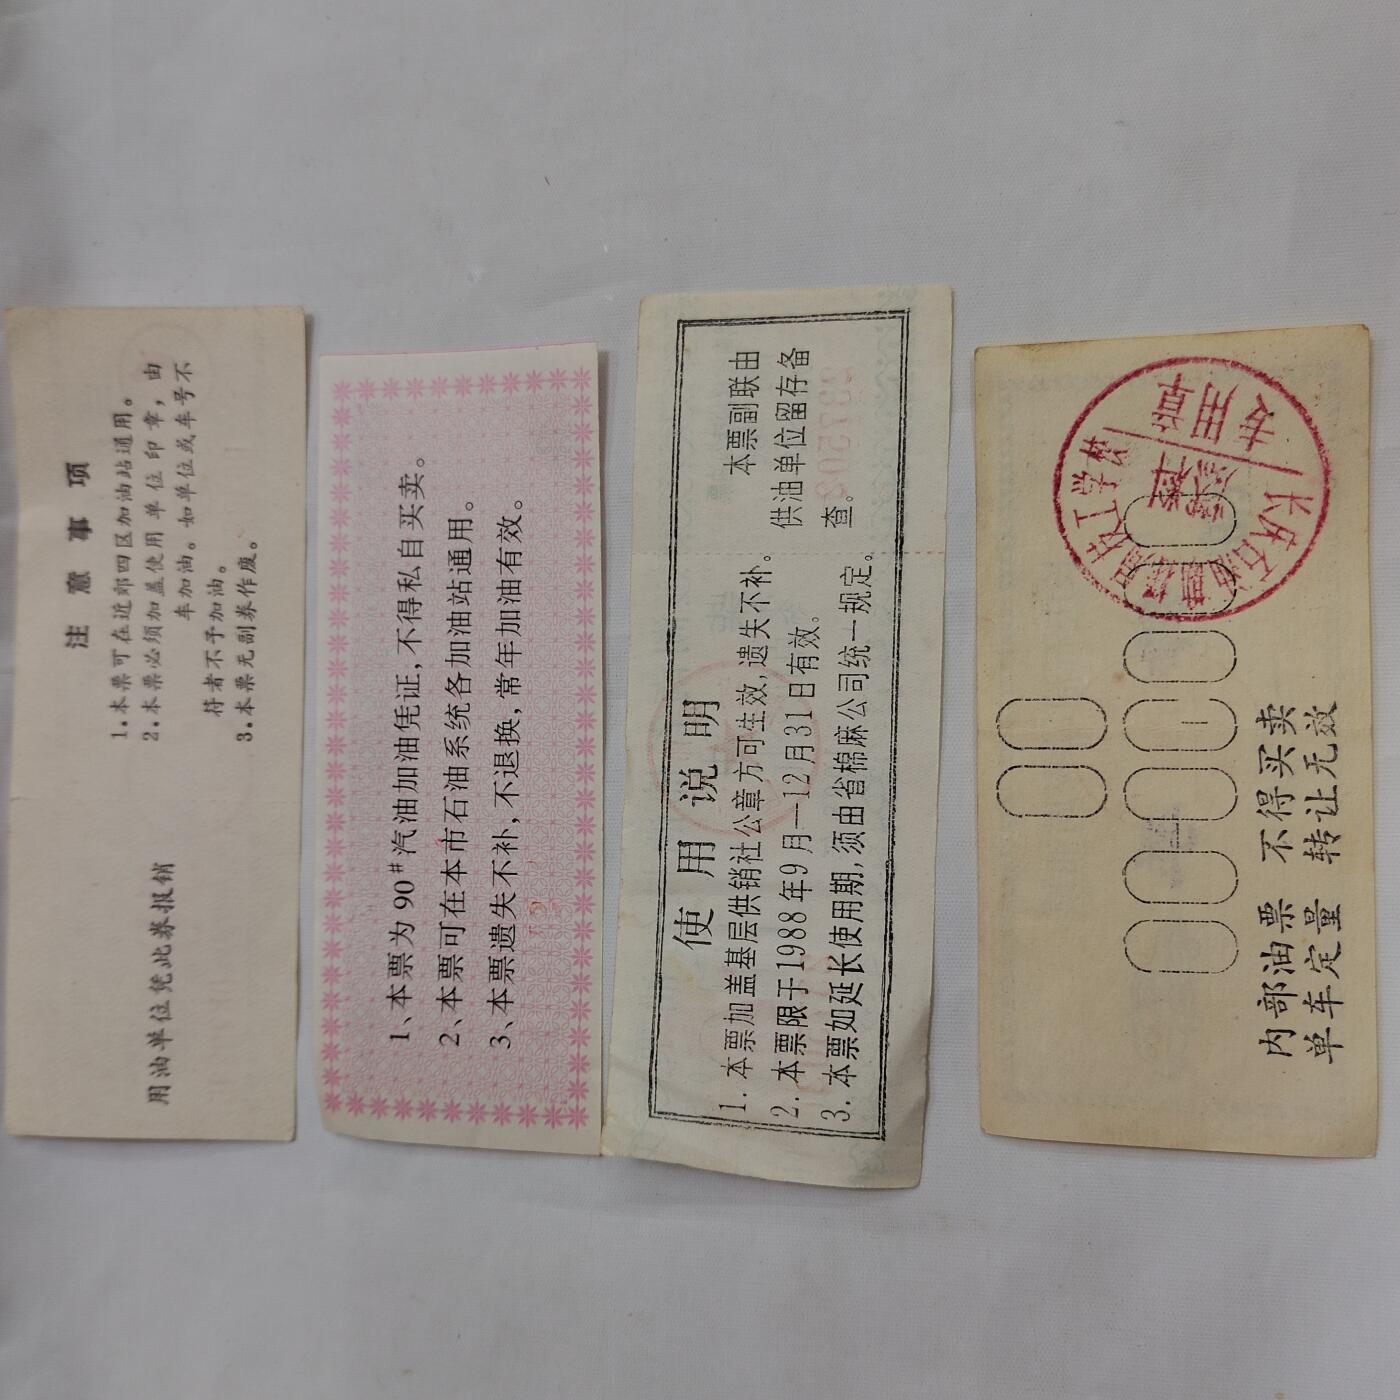 注意事项
1.本票可在近郊四区加油站通用。
2.本票必须加盖使用单位印章，由
车加油。如单位或车号不
符者不予加油。
3.本票无副券作废。
用油单位凭此券报销
1、本票为90#汽油加油凭证，不得私自买卖。
2、本票可在本市石油系统各加油站通用。
3、本票遗失不补，不退换，常年加油有效。
使用说明
1. 本票加盖基层供销社公章方可生效，遗失不补。
2. 本票限于1988年9月—12月31日有效。
3. 本票如延长使用期，须由省棉麻公司统一规定。
本票副联由
供油单位留存备
查。
内部油票 不得买卖
单车定量 转让无效